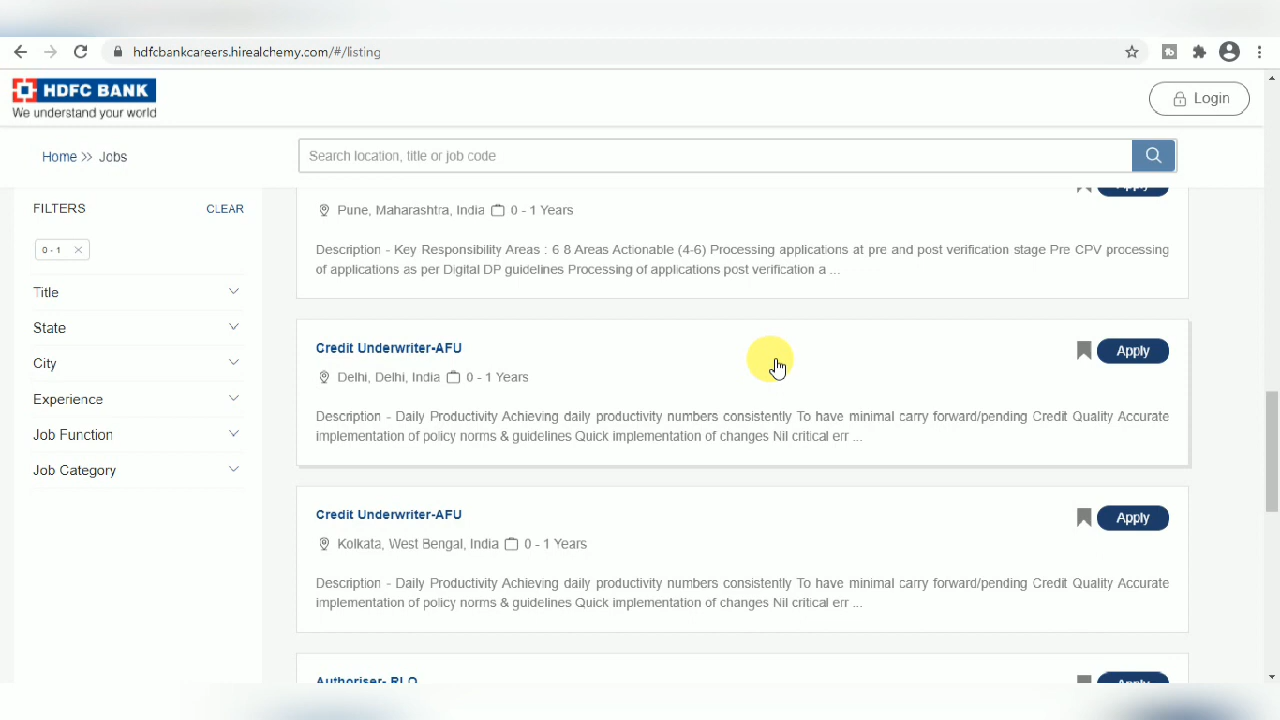 hdfcbankcareers.hirealchemy.com/#/listing
HDFC BANK
We understand your world
Login
Home >> Jobs
Search location, title or job code
FILTERS
CLEAR
0 - 1 ×
Title
State
City
Experience
Job Function
Job Category
Apply
Pune, Maharashtra, India 0 - 1 Years
Description - Key Responsibility Areas : 6 8 Areas Actionable (4-6) Processing applications at pre and post verification stage Pre CPV processing
of applications as per Digital DP guidelines Processing of applications post verification a ...
Credit Underwriter-AFU
Apply
Delhi, Delhi, India 0 - 1 Years
Description - Daily Productivity Achieving daily productivity numbers consistently To have minimal carry forward/pending Credit Quality Accurate
implementation of policy norms & guidelines Quick implementation of changes Nil critical err ...
Credit Underwriter-AFU
Apply
Kolkata, West Bengal, India 0 - 1 Years
Description - Daily Productivity Achieving daily productivity numbers consistently To have minimal carry forward/pending Credit Quality Accurate
implementation of policy norms & guidelines Quick implementation of changes Nil critical err ...
Authoriser- RLO
Apply